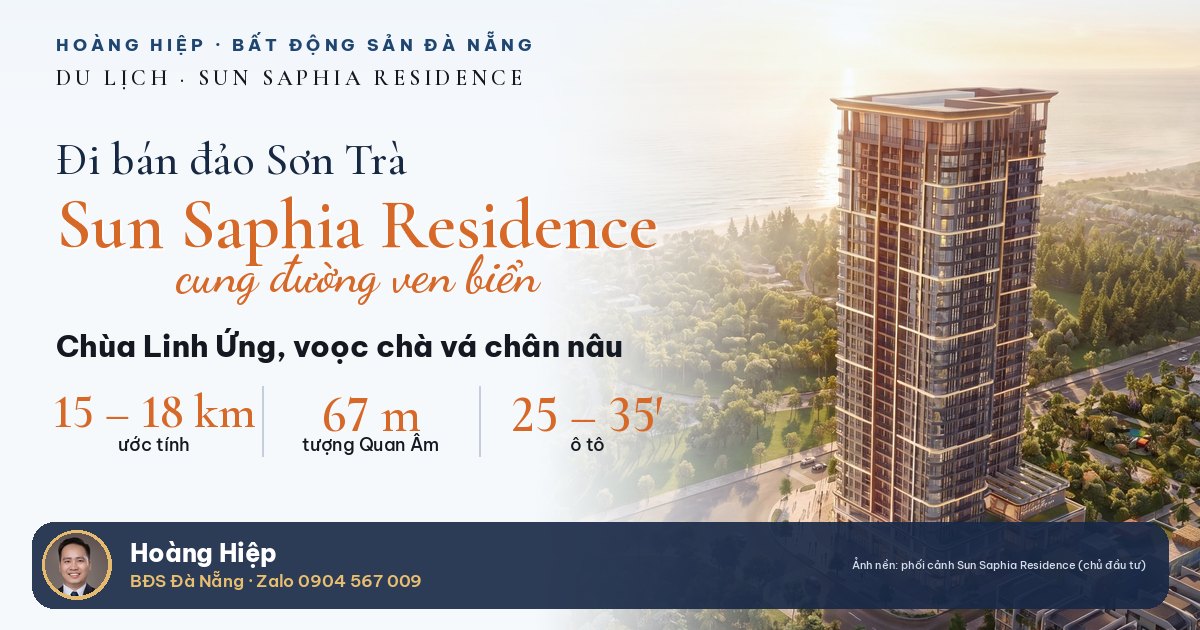 HOÀNG HIỆP · BẤT ĐỘNG SẢN ĐÀ NẴNG
DU LỊCH · SUN SAPHIA RESIDENCE
Đi bán đảo Sơn Trà
Sun Saphia Residence
cung đường ven biển
Chùa Linh Ứng, voọc chà vá chân nâu
15 – 18 km
ước tính
67 m
tượng Quan Âm
25 – 35'
ô tô
Hoàng Hiệp
BĐS Đà Nẵng · Zalo 0904 567 009
Ảnh nền: phối cảnh Sun Saphia Residence (chủ đầu tư)